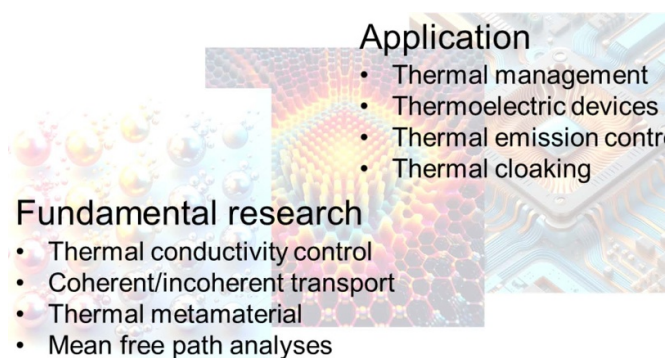 Application
• Thermal management
• Thermoelectric devices
• Thermal emission contro
• Thermal cloaking
Fundamental research
• Thermal conductivity control
• Coherent/incoherent transport
• Thermal metamaterial
• Mean free path analyses